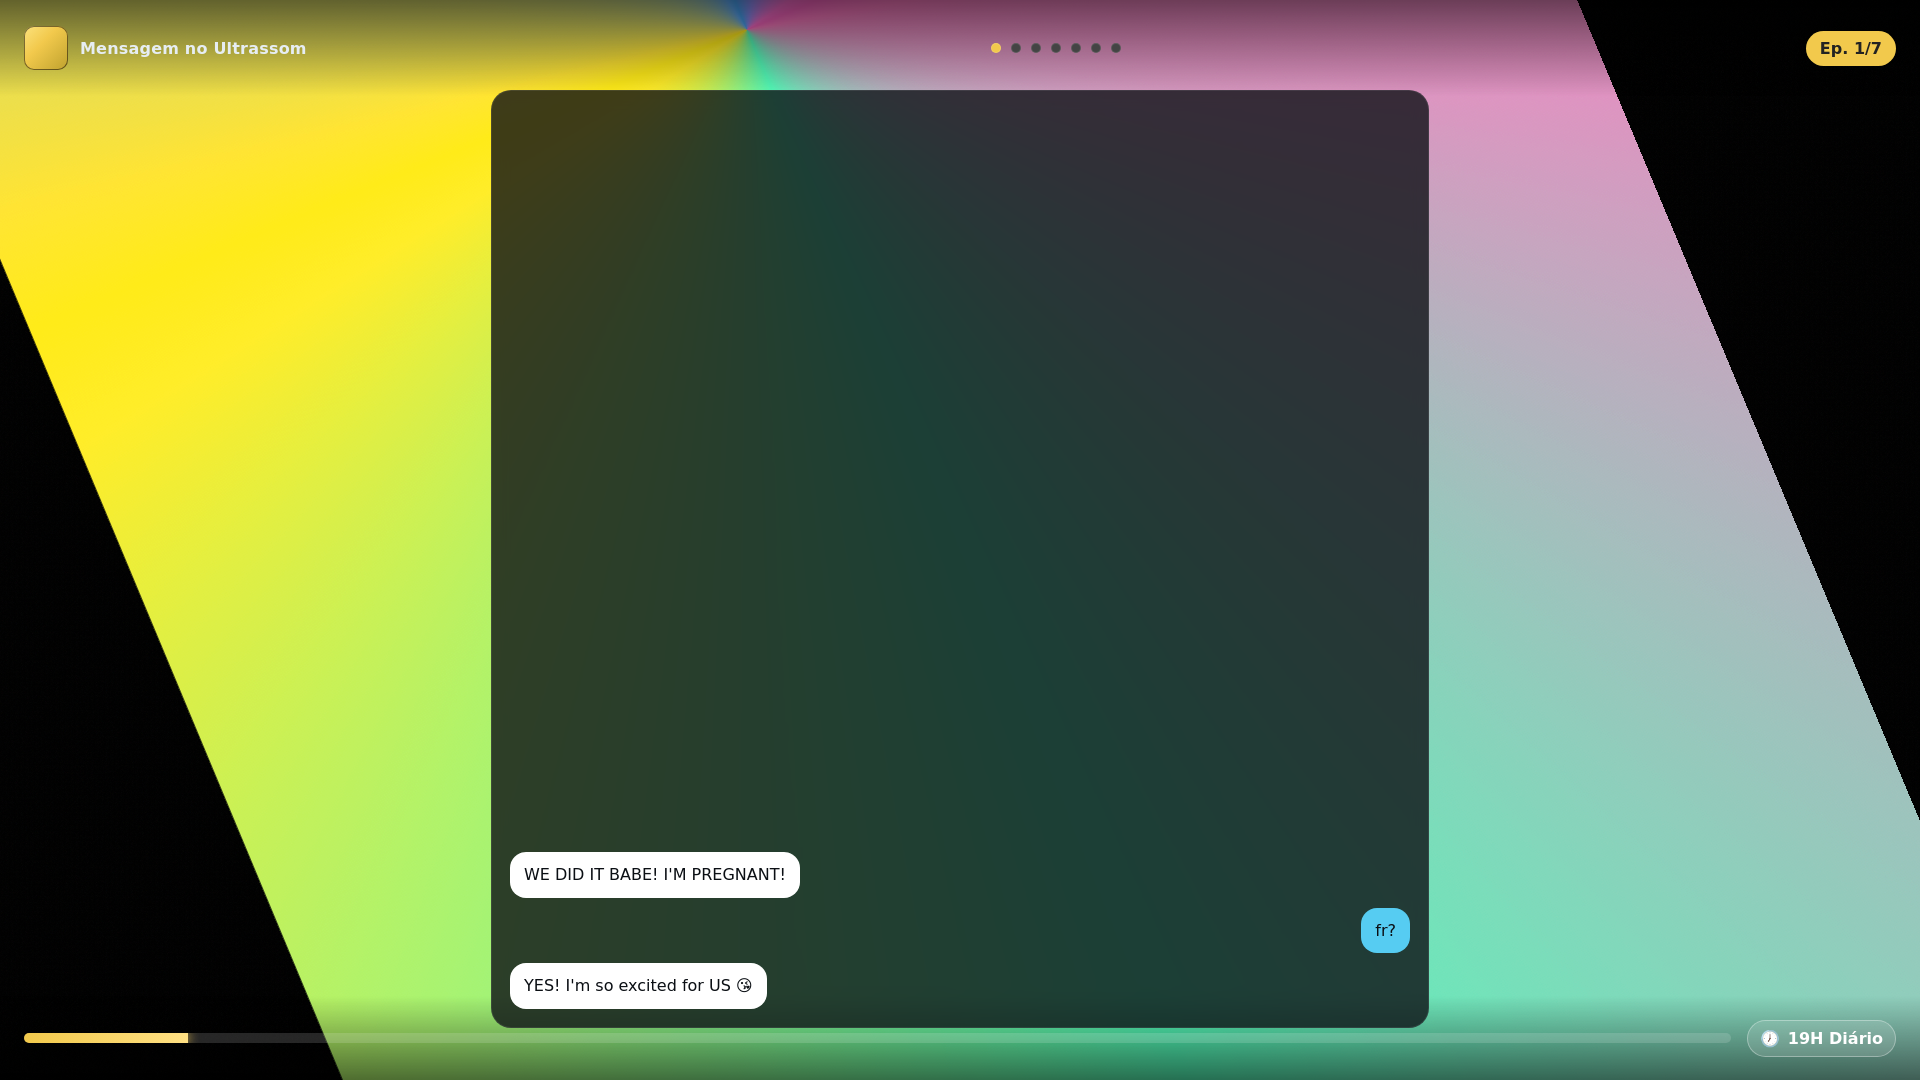 Mensagem no Ultrassom
Ep. 1/7
WE DID IT BABE! I'M PREGNANT!
fr?
YES! I'm so excited for US 😘
🕖 19H Diário